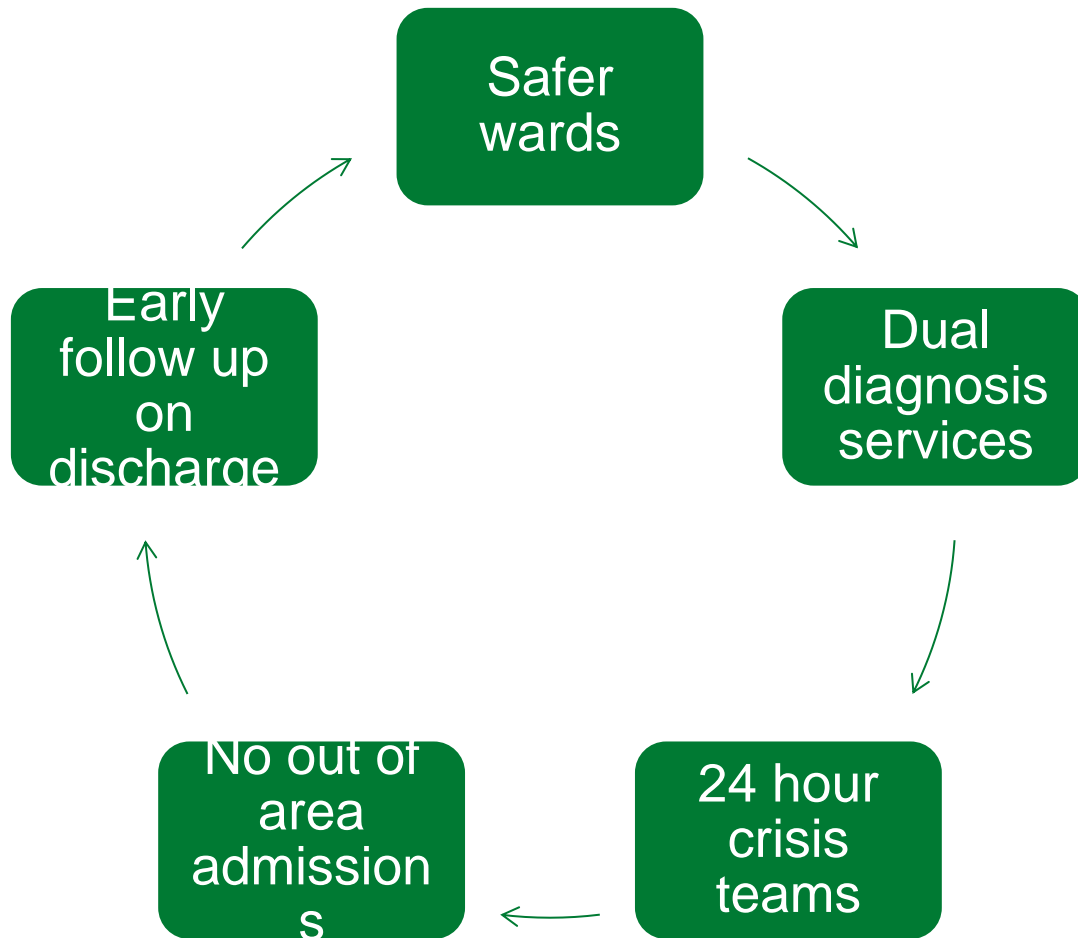 Safer
wards
Dual
diagnosis
services
24 hour
crisis
teams
No out of
area
admission
s
Early
follow up
on
discharge